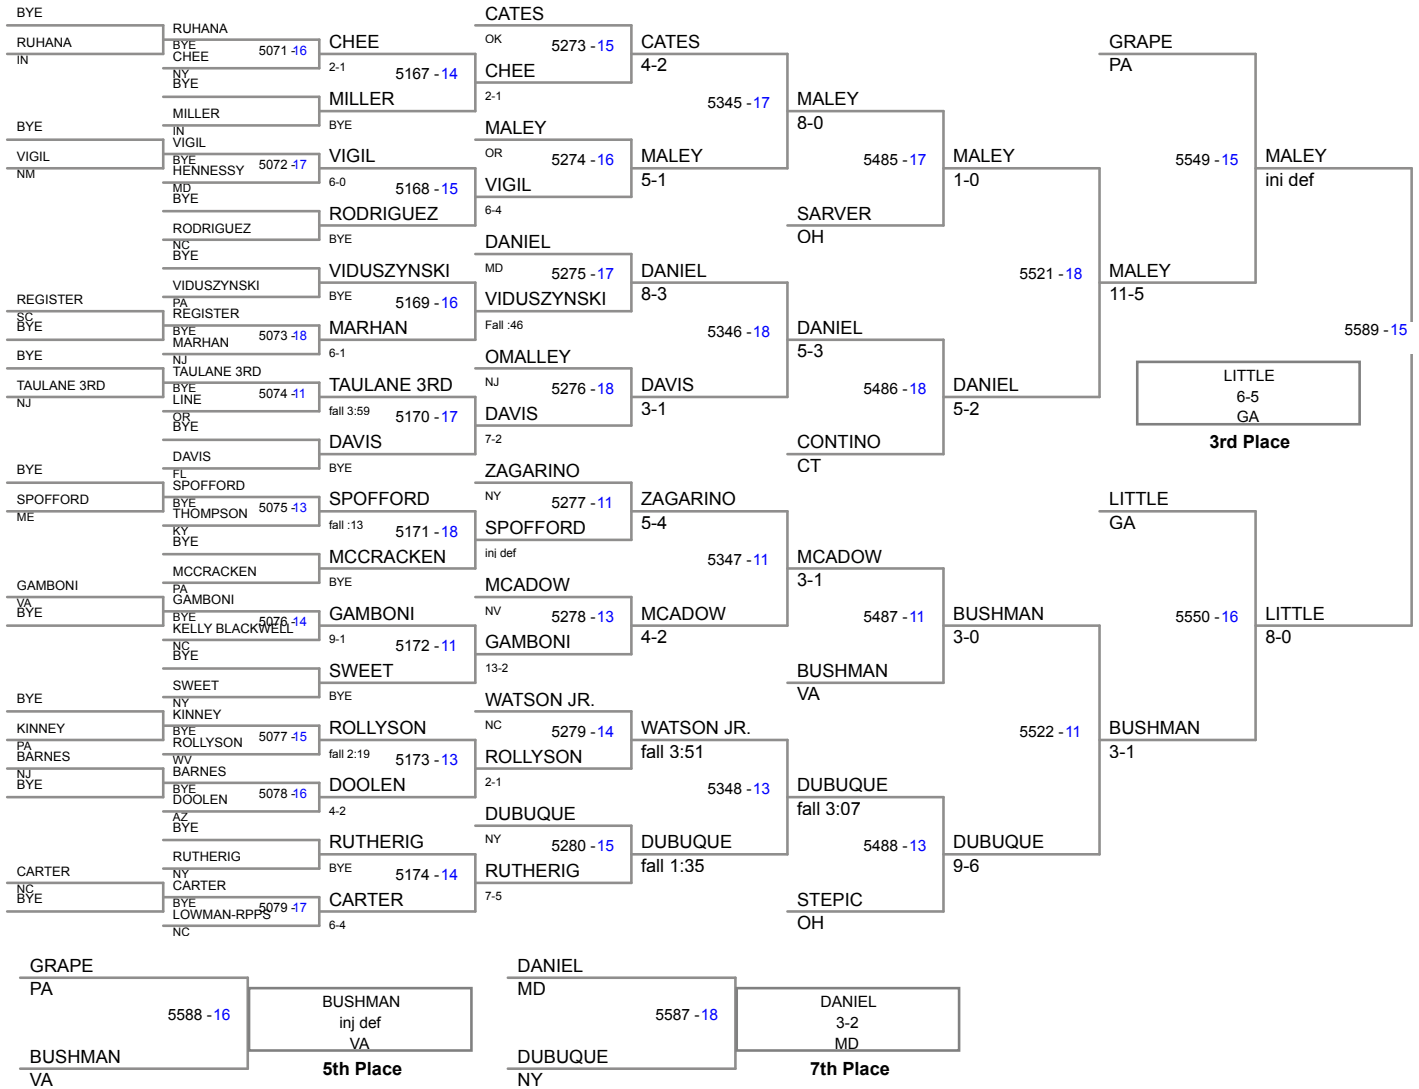 BYE
RUHANA
IN
BYE
VIGIL
NM
REGISTER
SC
BYE
BYE
TAULANE 3RD
NJ
BYE
SPOFFORD
ME
GAMBONI
VA
BYE
BYE
KINNEY
PA
BARNES
NJ
BYE
CARTER
NC
BYE
RUHANA
BYE
CHEE
5071 -16
NY
BYE
MILLER
IN
VIGIL
BYE
HENNESSY
5072 -17
MD
BYE
RODRIGUEZ
NC
BYE
VIDUSZYNSKI
PA
REGISTER
BYE
MARHAN
5073 -18
NJ
TAULANE 3RD
BYE
LINE
5074 -11
OR
BYE
DAVIS
FL
SPOFFORD
BYE
THOMPSON
5075 -13
KY
BYE
MCCRACKEN
PA
GAMBONI
BYE
KELLY BLACKWELL
5076 -14
NC
BYE
SWEET
NY
KINNEY
BYE
ROLLYSON
5077 -15
WV
BARNES
BYE
DOOLEN
5078 -16
AZ
BYE
RUTHERIG
NY
CARTER
BYE
LOWMAN-RPPS
5079 -17
NC
CHEE
2-1
5167 - 14
MILLER
BYE
VIGIL
6-0
5168 - 15
RODRIGUEZ
BYE
VIDUSZYNSKI
BYE
5169 - 16
MARHAN
6-1
TAULANE 3RD
fall 3:59
5170 - 17
DAVIS
BYE
SPOFFORD
fall :13
5171 - 18
MCCRACKEN
BYE
GAMBONI
9-1
5172 - 11
SWEET
BYE
ROLLYSON
fall 2:19
5173 - 13
DOOLEN
4-2
RUTHERIG
BYE
5174 - 14
CARTER
6-4
CATES
OK
5273 - 15
CHEE
2-1
MALEY
OR
5274 - 16
VIGIL
6-4
DANIEL
MD
5275 - 17
VIDUSZYNSKI
Fall :46
OMALLEY
NJ
5276 - 18
DAVIS
7-2
ZAGARINO
NY
5277 - 11
SPOFFORD
inj def
MCADOW
NV
5278 - 13
GAMBONI
13-2
WATSON JR.
NC
5279 - 14
ROLLYSON
2-1
DUBUQUE
NY
5280 - 15
RUTHERIG
7-5
CATES
4-2
5345 - 17
MALEY
5-1
DANIEL
8-3
5346 - 18
DAVIS
3-1
ZAGARINO
5-4
5347 - 11
MCADOW
4-2
WATSON JR.
fall 3:51
5348 - 13
DUBUQUE
fall 1:35
MALEY
8-0
5485 - 17
SARVER
OH
DANIEL
5-3
5486 - 18
CONTINO
CT
MCADOW
3-1
5487 - 11
BUSHMAN
VA
DUBUQUE
fall 3:07
5488 - 13
STEPIC
OH
MALEY
1-0
5521 - 18
DANIEL
5-2
BUSHMAN
3-0
5522 - 11
DUBUQUE
9-6
GRAPE
PA
5549 - 15
MALEY
11-5
LITTLE
GA
5550 - 16
BUSHMAN
3-1
MALEY
ini def
5589 - 15
LITTLE
8-0
LITTLE
6-5
GA
3rd Place
GRAPE
PA
5588 - 16
BUSHMAN
VA
BUSHMAN
inj def
VA
5th Place
DANIEL
MD
5587 - 18
DUBUQUE
NY
DANIEL
3-2
MD
7th Place